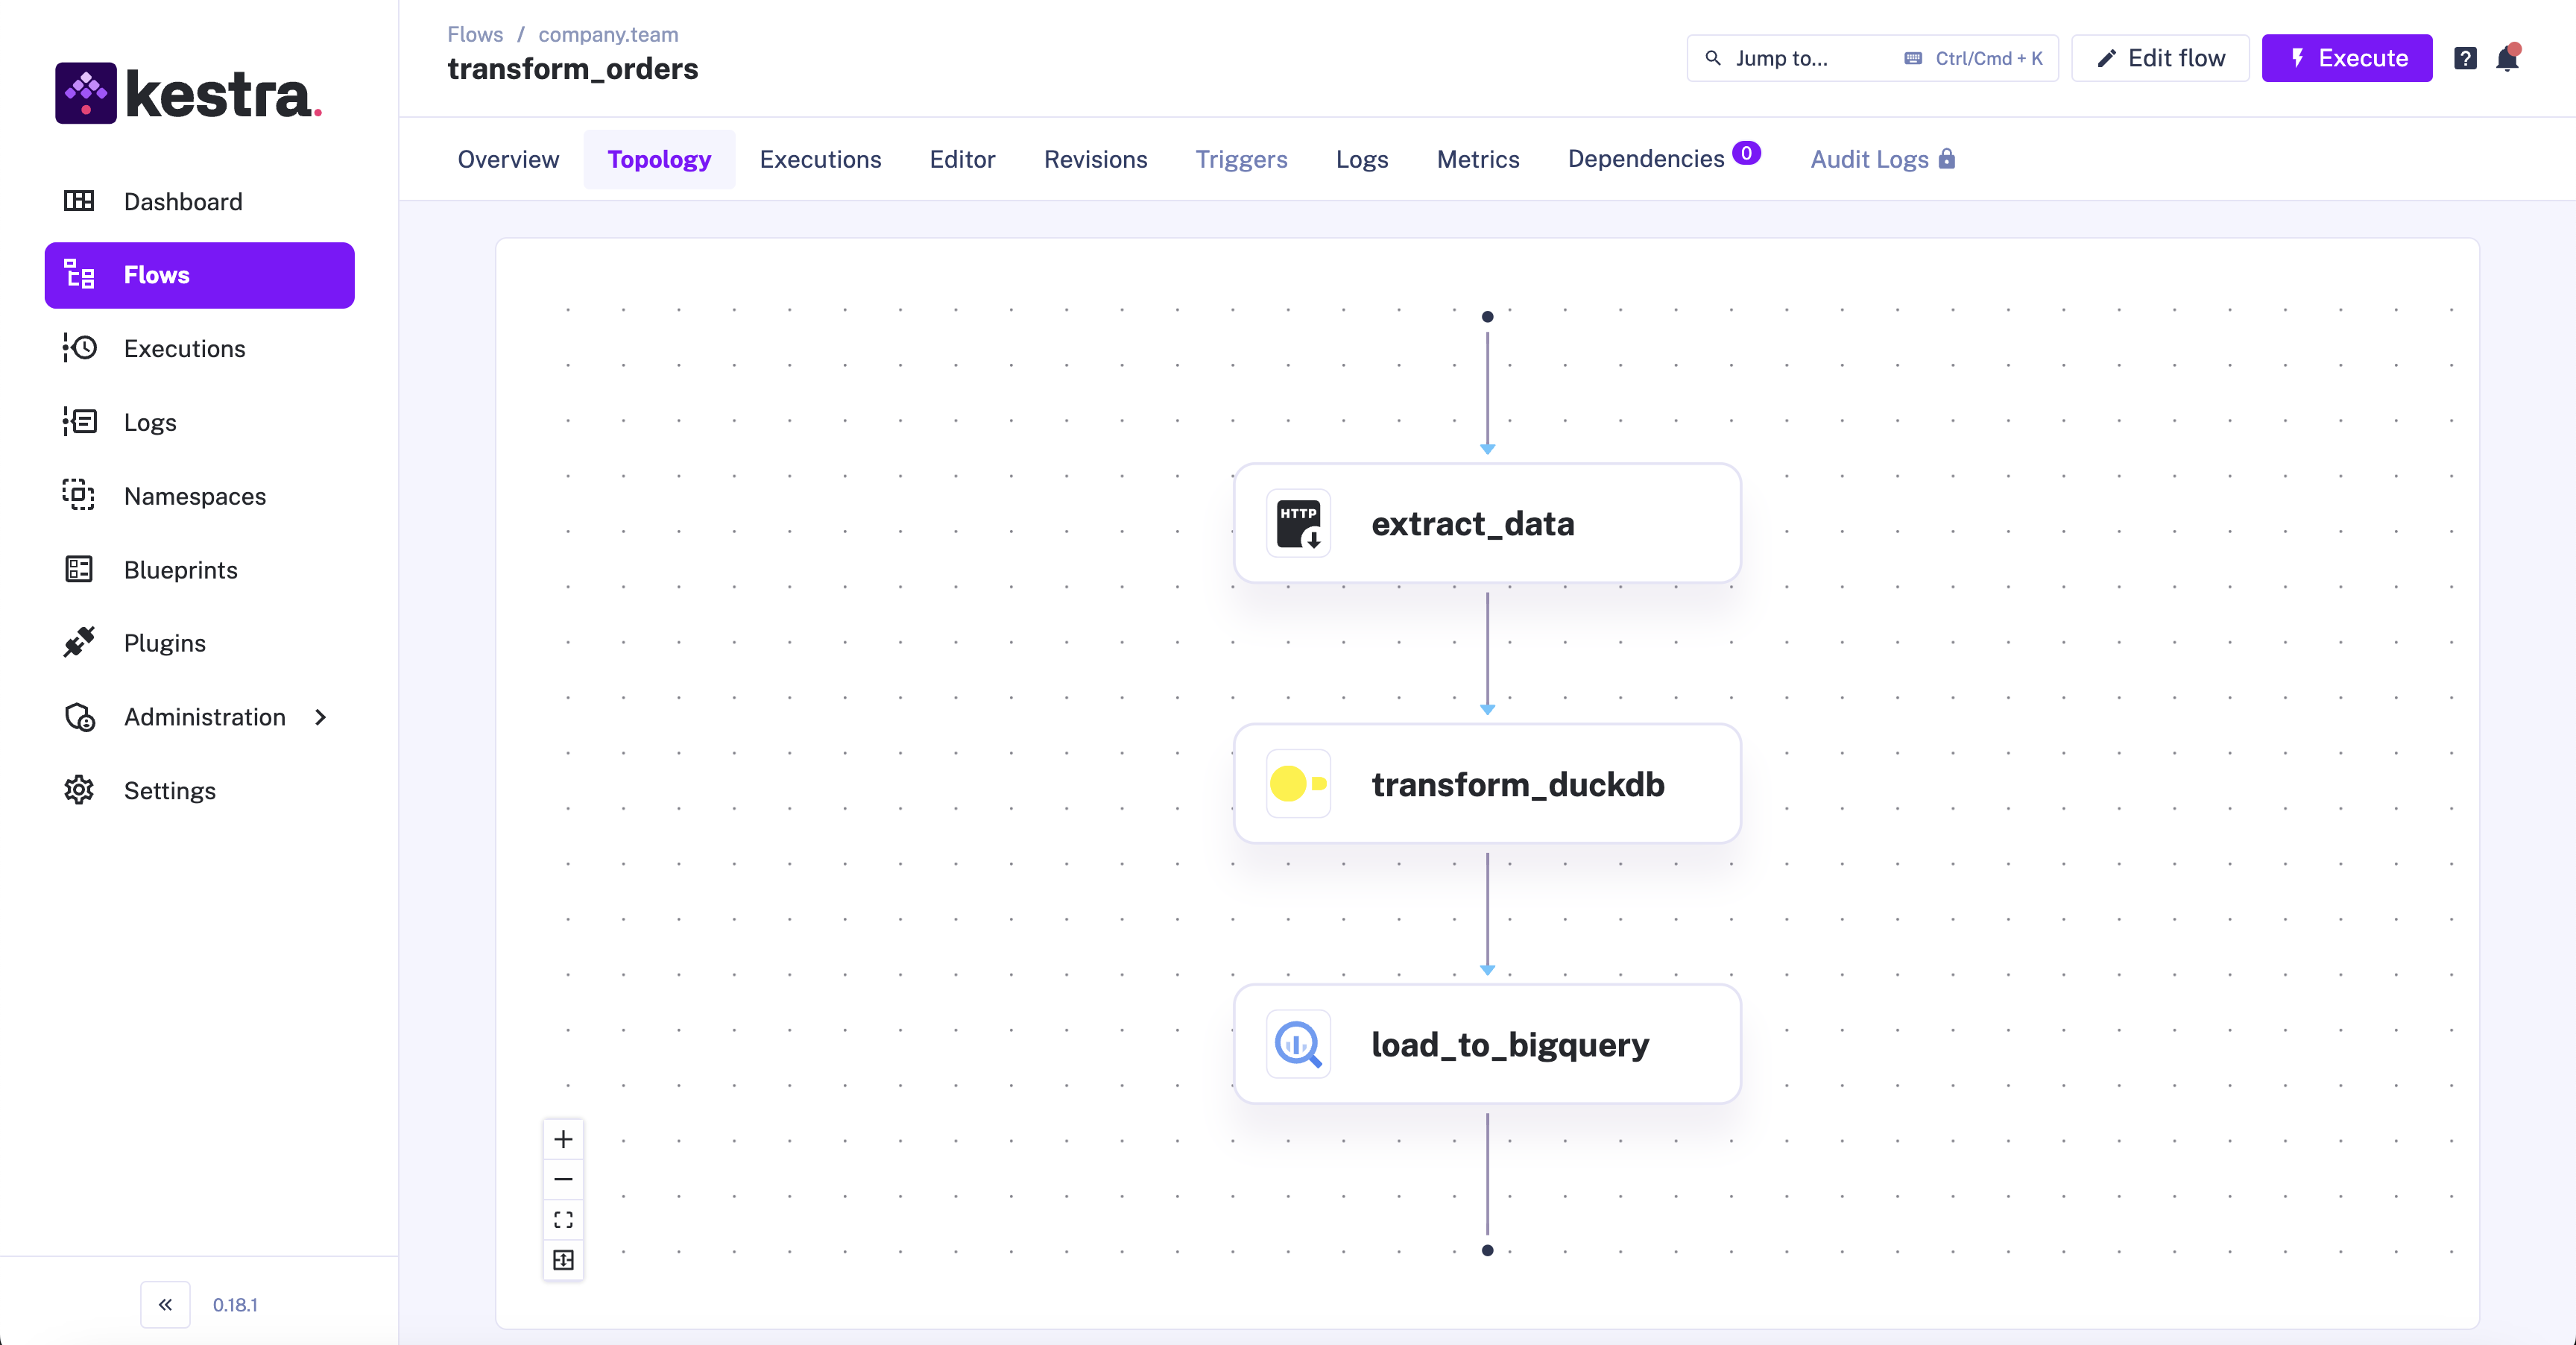 kestra.
Dashboard
Flows
Executions
Logs
Namespaces
Blueprints
Plugins
Administration
Settings
0.18.1
Flows / company.team
transform_orders
Jump to... Ctrl/Cmd + K
Edit flow
Execute
?
Overview Topology Executions Editor Revisions Triggers Logs Metrics Dependencies 0 Audit Logs
HTTP
extract_data
transform_duckdb
load_to_bigquery